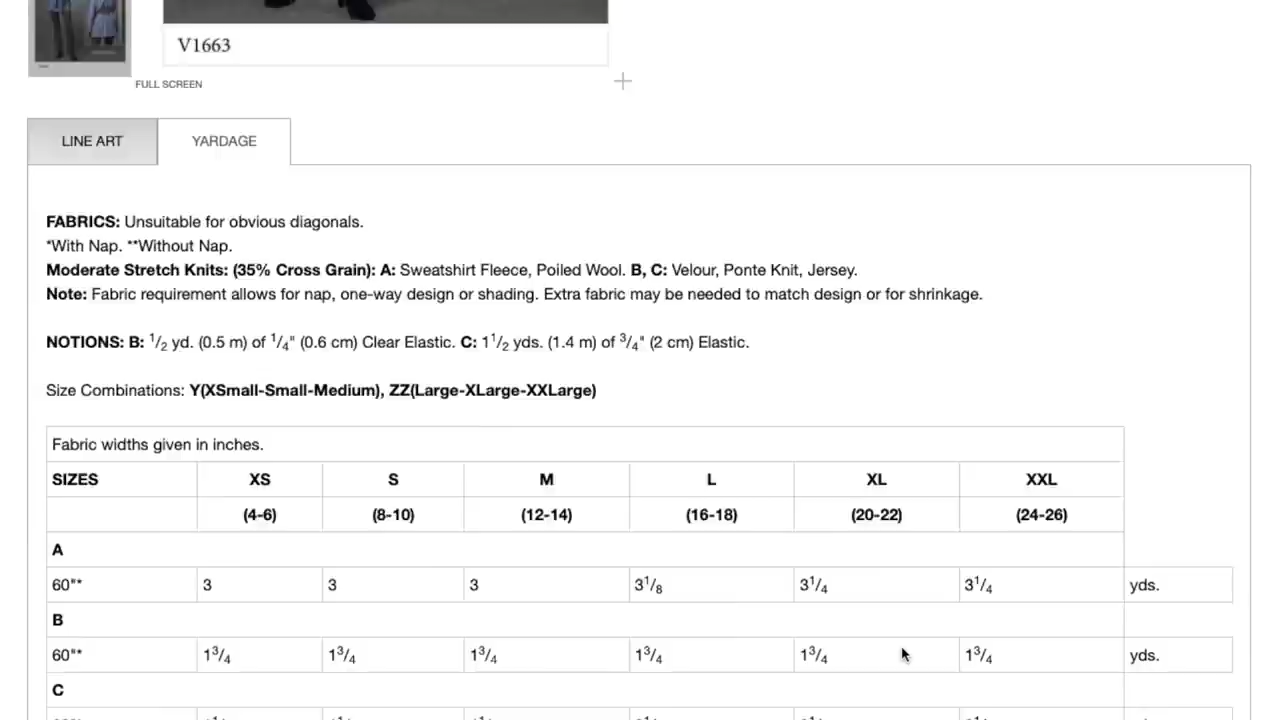 V1663
FULL SCREEN
LINE ART YARDAGE
FABRICS: Unsuitable for obvious diagonals.
*With Nap. **Without Nap.
Moderate Stretch Knits: (35% Cross Grain): A: Sweatshirt Fleece, Poiled Wool. B, C: Velour, Ponte Knit, Jersey.
Note: Fabric requirement allows for nap, one-way design or shading. Extra fabric may be needed to match design or for shrinkage.
NOTIONS: B: 1/2 yd. (0.5 m) of 1/4" (0.6 cm) Clear Elastic. C: 1 1/2 yds. (1.4 m) of 3/4" (2 cm) Elastic.
Size Combinations: Y(XSmall-Small-Medium), ZZ(Large-XLarge-XXLarge)
Fabric widths given in inches.
SIZES XS S M L XL XXL
(4-6) (8-10) (12-14) (16-18) (20-22) (24-26)
A
60"* 3 3 3 3 1/8 3 1/4 3 1/4 yds.
B
60"* 1 3/4 1 3/4 1 3/4 1 3/4 1 3/4 1 3/4 yds.
C